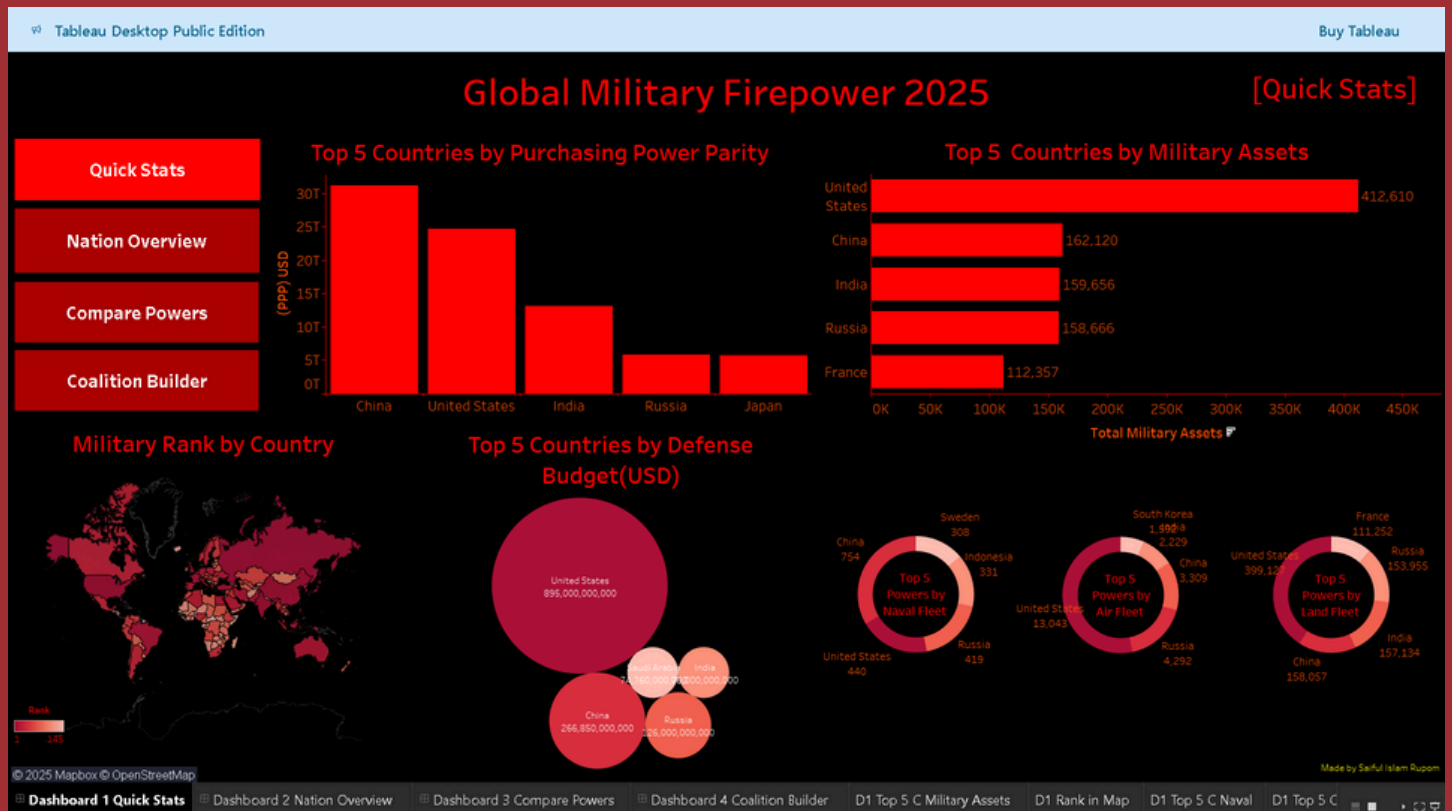 Tableau Desktop Public Edition
Buy Tableau
Global Military Firepower 2025
[Quick Stats]
Quick Stats
Nation Overview
Compare Powers
Coalition Builder
Top 5 Countries by Purchasing Power Parity
(PPP) USD
30T
25T
20T
15T
10T
5T
0T
China
United States
India
Russia
Japan
Top 5 Countries by Military Assets
United
States
412,610
China
162,120
India
159,656
Russia
158,666
France
112,357
0K
50K
100K
150K
200K
250K
300K
350K
400K
450K
Total Military Assets
Military Rank by Country
Rank
1
145
© 2025 Mapbox © OpenStreetMap
Top 5 Countries by Defense
Budget(USD)
United States
895,000,000,000
Saudi Arabia
India
China
266,850,000,000
Russia
126,000,000,000
Top 5
Powers by
Naval Fleet
Sweden
308
Indonesia
331
Russia
419
United States
440
China
754
Top 5
Powers by
Air Fleet
South Korea
India
2,229
China
3,309
Russia
4,292
United States
13,043
Top 5
Powers by
Land Fleet
France
111,252
Russia
153,955
India
157,134
China
158,057
United States
Made by Saiful Islam Rupom
Dashboard 1 Quick Stats
Dashboard 2 Nation Overview
Dashboard 3 Compare Powers
Dashboard 4 Coalition Builder
D1 Top 5 C Military Assets
D1 Rank in Map
D1 Top 5 C Naval
D1 Top 5 C